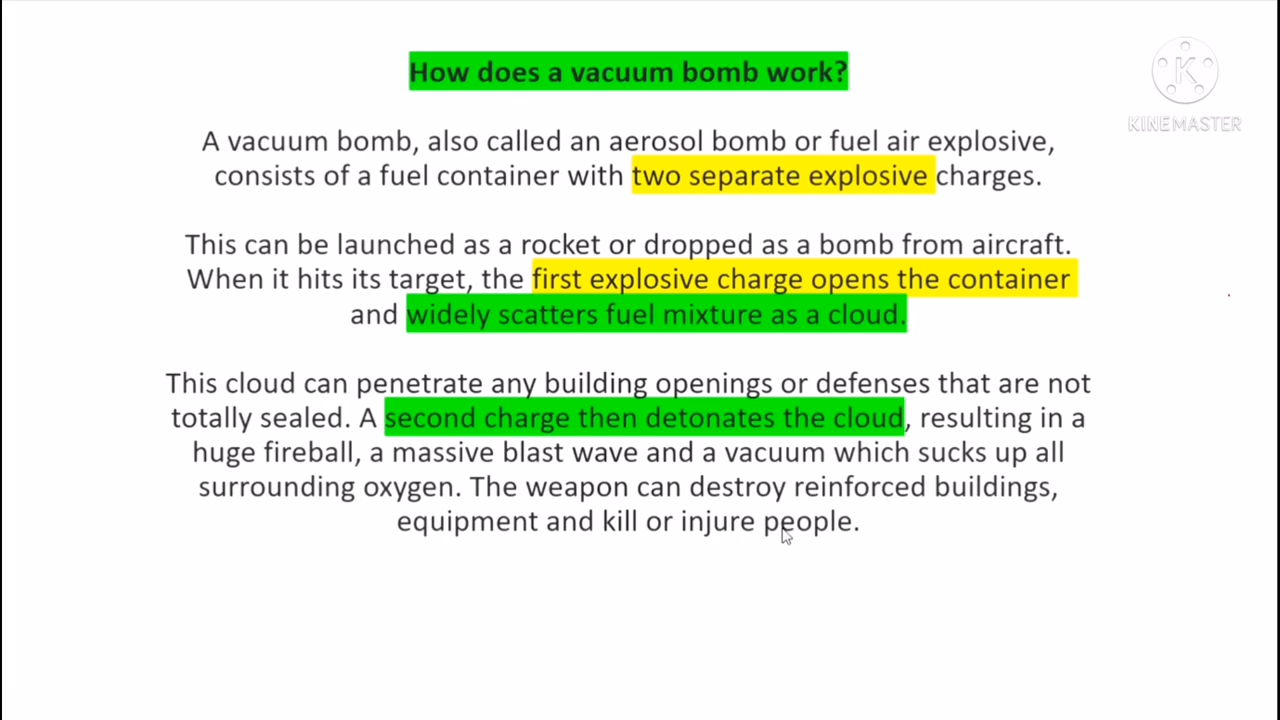 How does a vacuum bomb work?
KINEMASTER
A vacuum bomb, also called an aerosol bomb or fuel air explosive,
consists of a fuel container with two separate explosive charges.
This can be launched as a rocket or dropped as a bomb from aircraft.
When it hits its target, the first explosive charge opens the container
and widely scatters fuel mixture as a cloud.
This cloud can penetrate any building openings or defenses that are not
totally sealed. A second charge then detonates the cloud, resulting in a
huge fireball, a massive blast wave and a vacuum which sucks up all
surrounding oxygen. The weapon can destroy reinforced buildings,
equipment and kill or injure people.